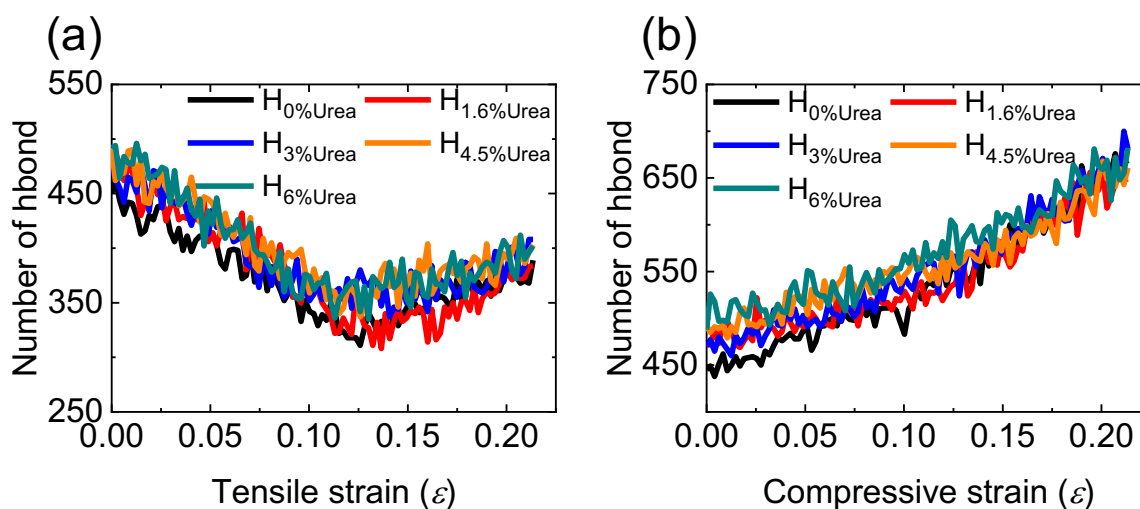 (a)
550
450
350
250
Number of hbond
H0%Urea H1.6%Urea
H3%Urea H4.5%Urea
H6%Urea
0.00 0.05 0.10 0.15 0.20
Tensile strain (ε)
(b)
750
650
550
450
Number of hbond
H0%Urea H1.6%Urea
H3%Urea H4.5%Urea
H6%Urea
0.00 0.05 0.10 0.15 0.20
Compressive strain (ε)